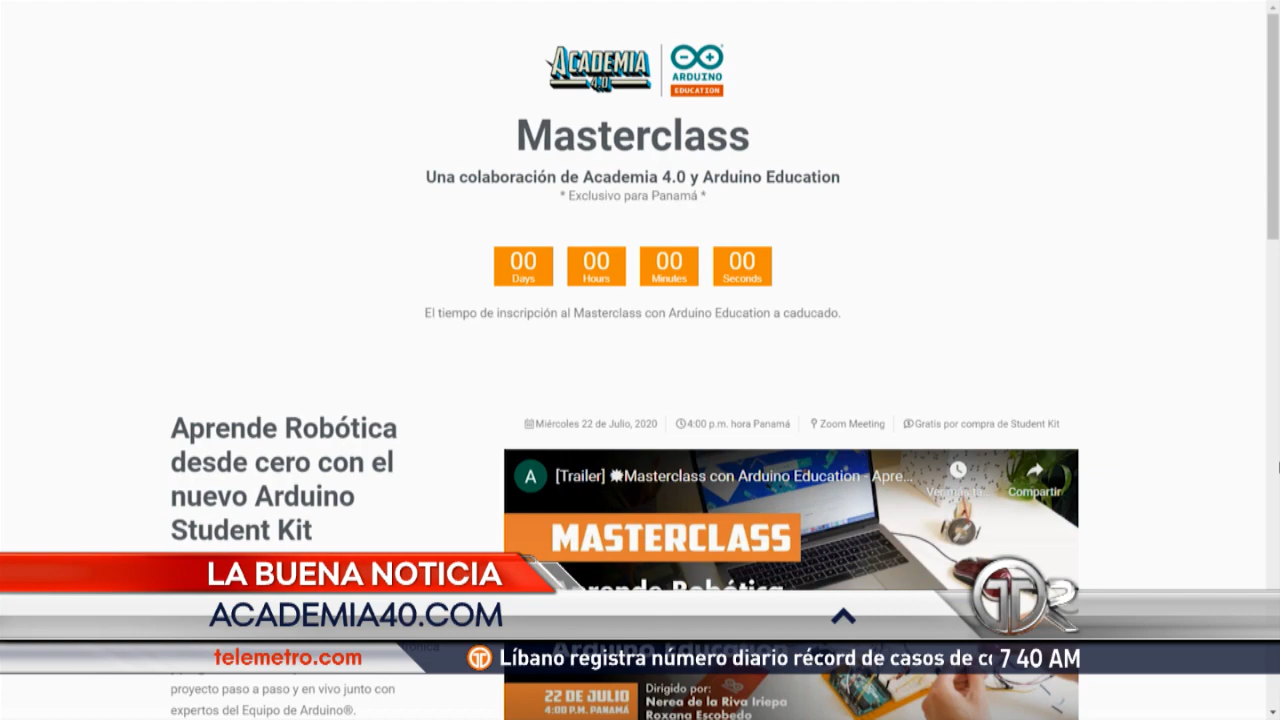 ACADEMIA
4.0
ARDUINO
EDUCATION
Masterclass
Una colaboración de Academia 4.0 y Arduino Education
* Exclusivo para Panamá *
00 00 00 00
Days Hours Minutes Seconds
El tiempo de inscripción al Masterclass con Arduino Education a caducado.
Aprende Robótica
desde cero con el
nuevo Arduino
Student Kit
Miércoles 22 de Julio, 2020
4:00 p.m. hora Panamá
Zoom Meeting
Gratis por compra de Student Kit
A [Trailer] Masterclass con Arduino Education - Apre...
Compartir
MASTERCLASS
Aprende Robótica
LA BUENA NOTICIA
ACADEMIA40.COM
telemetro.com
Líbano registra número diario récord de casos de
7 40 AM
proyecto paso a paso y en vivo junto con
expertos del Equipo de Arduino®.
22 DE JULIO
4:00 P.M. PANAMÁ
Dirigido por:
Nerea de la Riva Iriepa
Roxana Escobedo